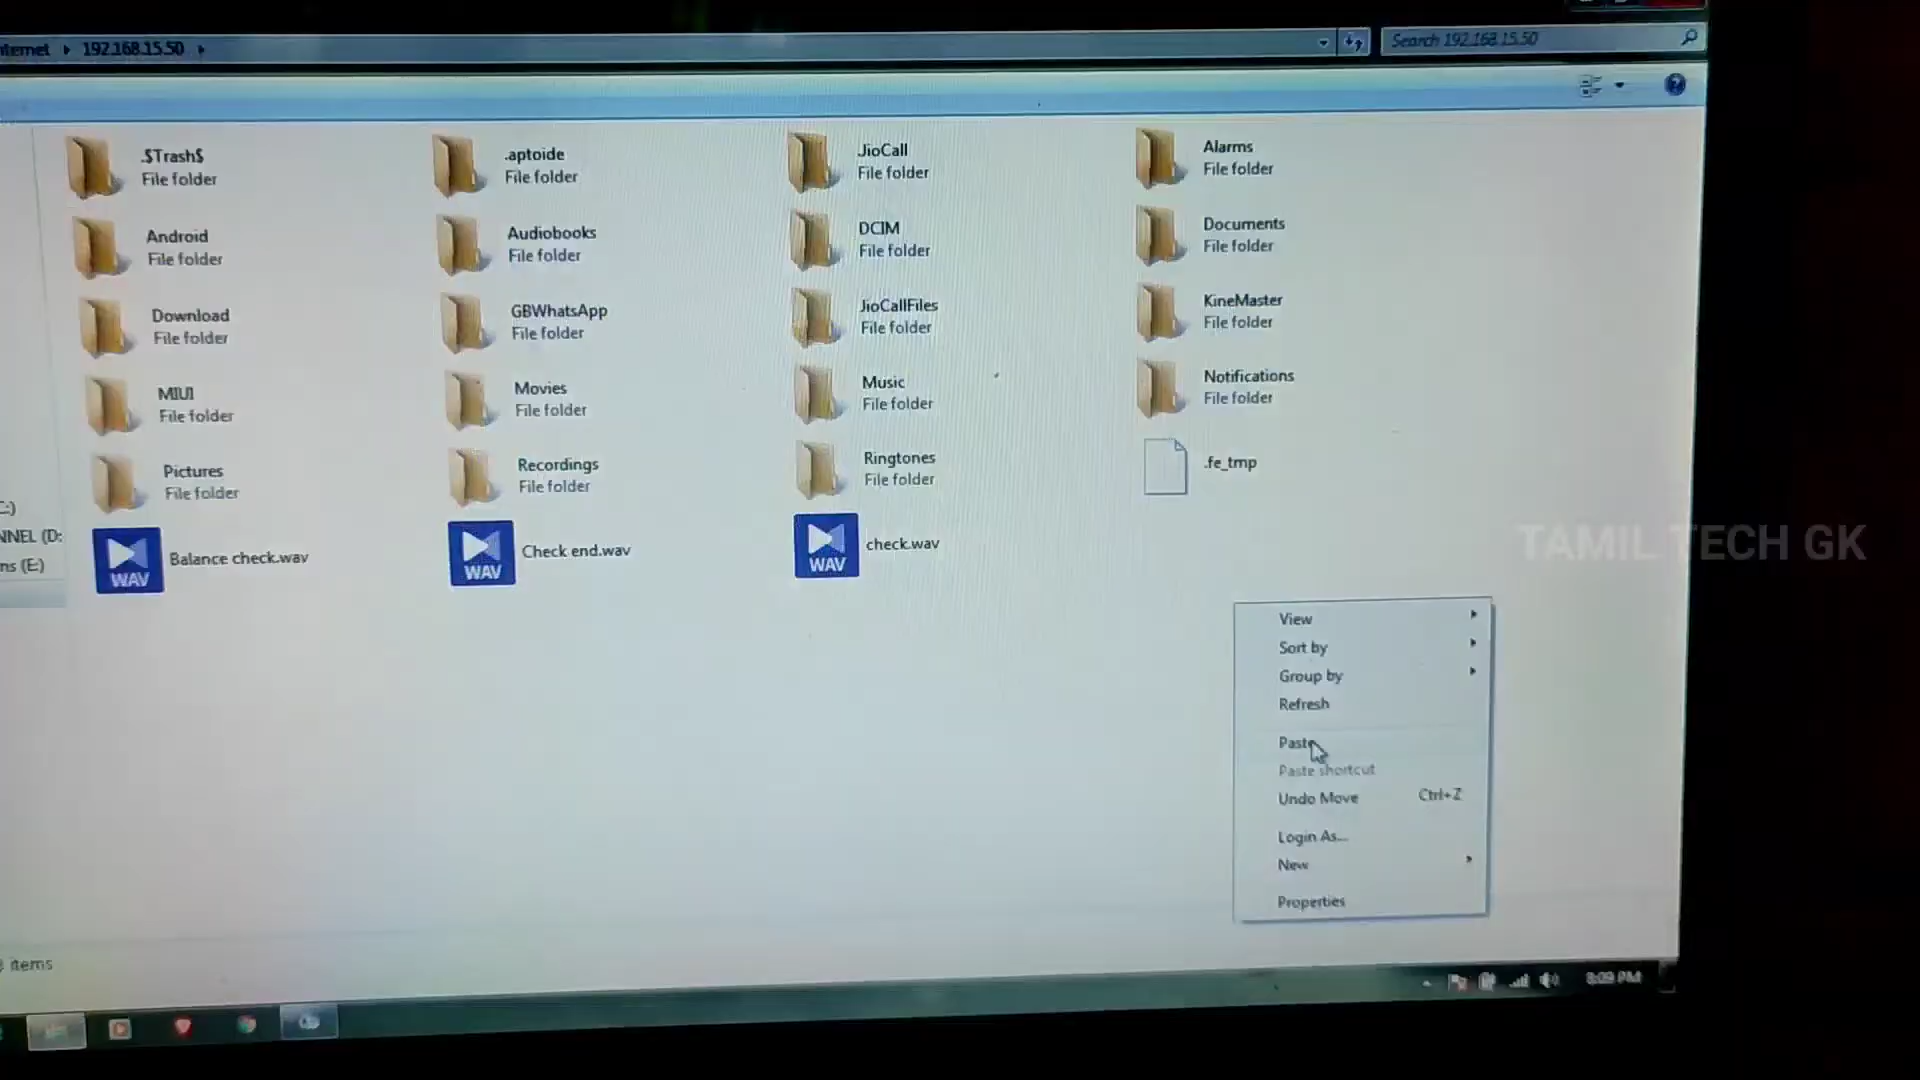 192.168.15.50
Search 192.168.15.50
.$Trash$
File folder
.aptoide
File folder
JioCall
File folder
Alarms
File folder
Android
File folder
Audiobooks
File folder
DCIM
File folder
Documents
File folder
Download
File folder
GBWhatsApp
File folder
JioCallFiles
File folder
KineMaster
File folder
MIUI
File folder
Movies
File folder
Music
File folder
Notifications
File folder
Pictures
File folder
Recordings
File folder
Ringtones
File folder
.fe_tmp
C:)
NNEL (D:
ns (E:)
WAV
Balance check.wav
WAV
Check end.wav
WAV
check.wav
TAMIL TECH GK
View
Sort by
Group by
Refresh
Paste
Paste shortcut
Undo Move Ctrl+Z
Login As...
New
Properties
items
8:09 PM